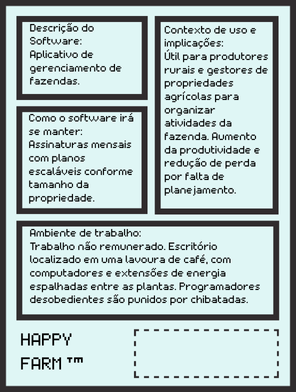 Descrição do
Software:
Aplicativo de
gerenciamento de
fazendas.
Contexto de uso e
implicações:
Útil para produtores
rurais e gestores de
propriedades
agrícolas para
organizar
atividades da
fazenda. Aumento
da produtividade e
redução de perda
por falta de
planejamento.
Como o software irá
se manter:
Assinaturas mensais
com planos
escaláveis conforme
tamanho da
propriedade.
Ambiente de trabalho:
Trabalho não remunerado. Escritório
localizado em uma lavoura de café, com
computadores e extensões de energia
espalhadas entre as plantas. Programadores
desobedientes são punidos por chibatadas.
HAPPY
FARM ™